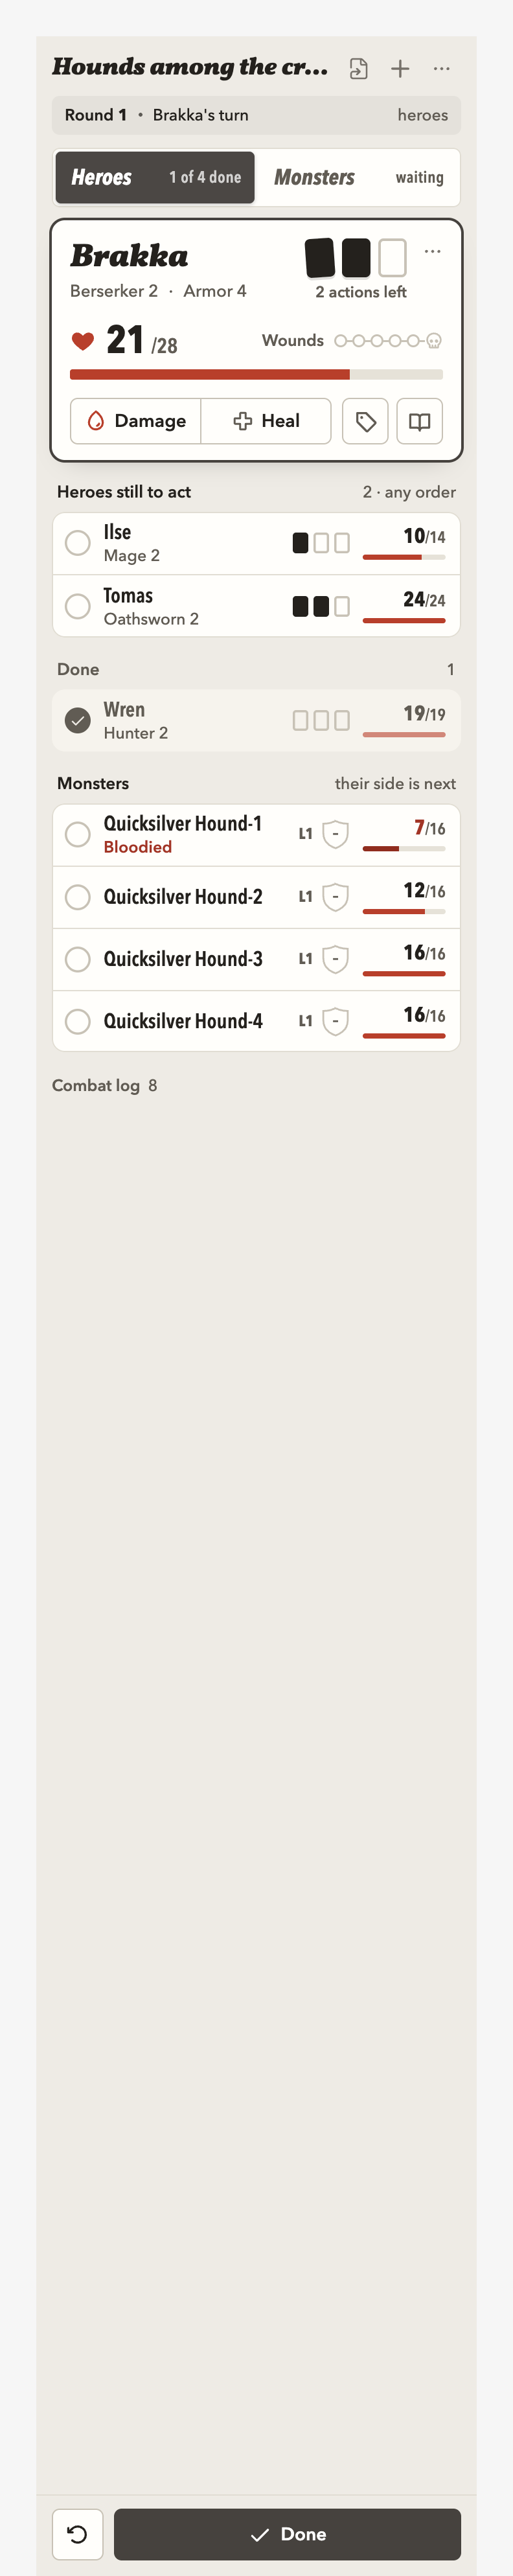 Hounds among the cr...
Round 1 • Brakka's turn heroes
Heroes 1 of 4 done Monsters waiting
Brakka
Berserker 2 · Armor 4 2 actions left
21 /28 Wounds
Damage Heal
Heroes still to act 2 · any order
Ilse 10/14
Mage 2
Tomas 24/24
Oathsworn 2
Done 1
Wren 19/19
Hunter 2
Monsters their side is next
Quicksilver Hound-1 L1 - 7/16
Bloodied
Quicksilver Hound-2 L1 - 12/16
Quicksilver Hound-3 L1 - 16/16
Quicksilver Hound-4 L1 - 16/16
Combat log 8
Done